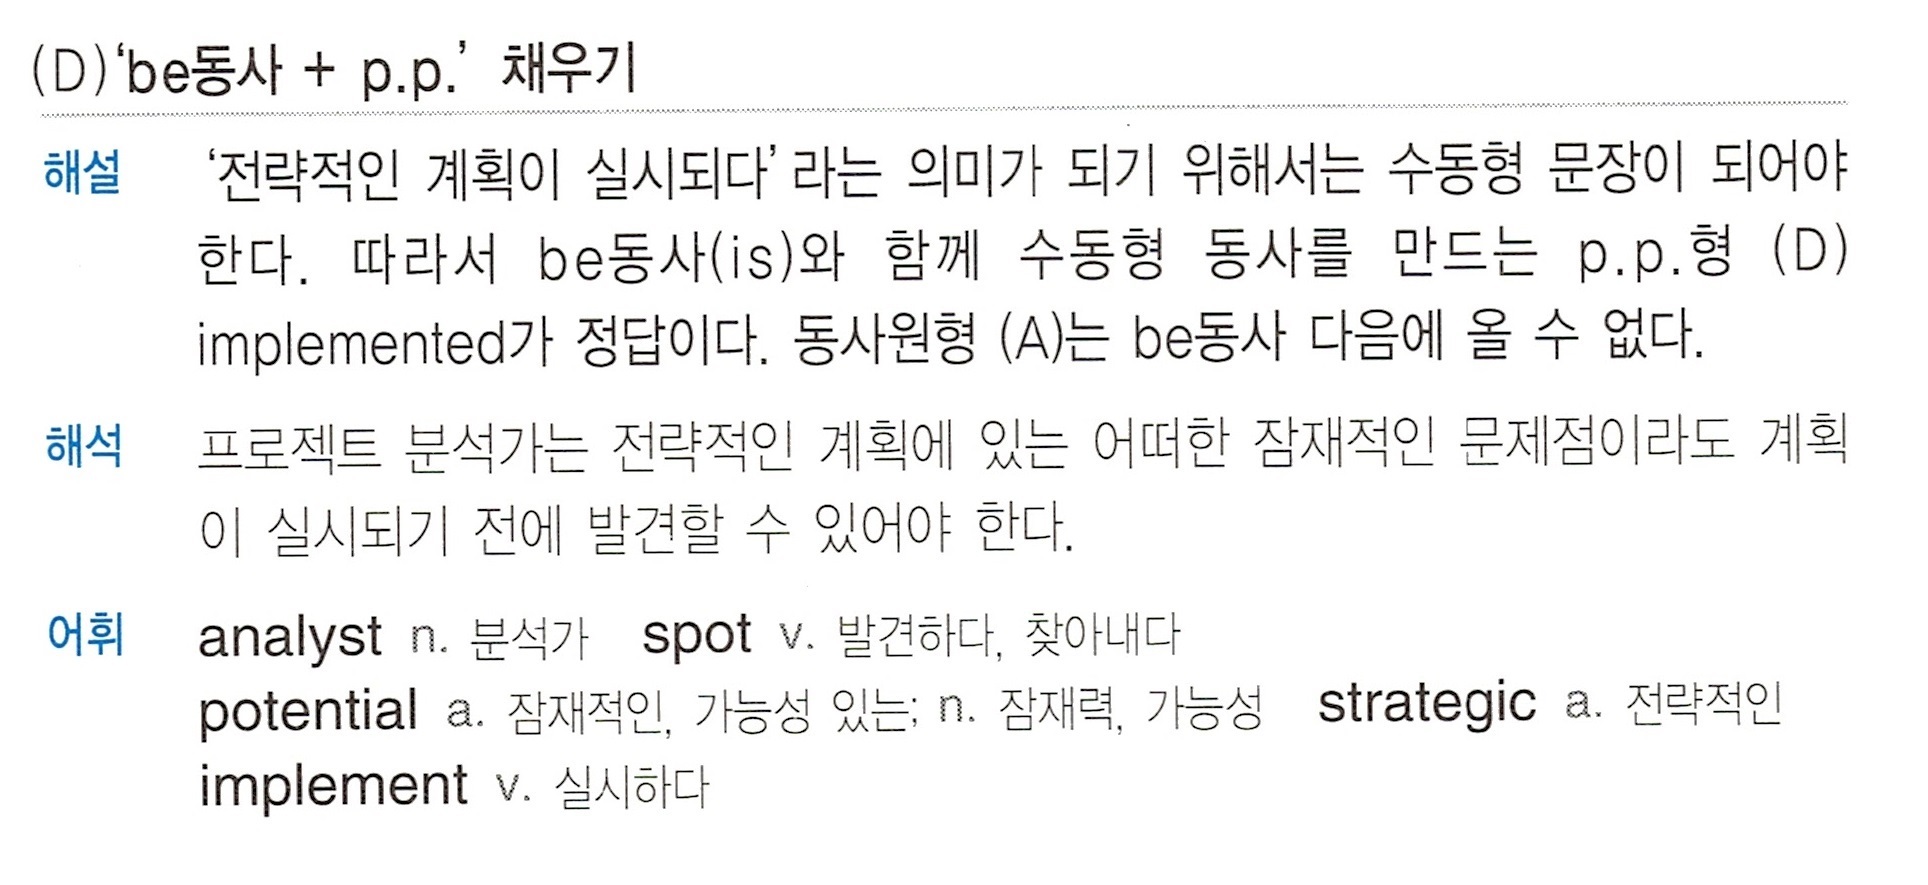 (D) ‘be동사 + p.p.’ 채우기
해설 ‘전략적인 계획이 실시되다’라는 의미가 되기 위해서는 수동형 문장이 되어야
한다. 따라서 be동사(is)와 함께 수동형 동사를 만드는 p.p.형 (D)
implemented가 정답이다. 동사원형 (A)는 be동사 다음에 올 수 없다.
해석 프로젝트 분석가는 전략적인 계획에 있는 어떠한 잠재적인 문제점이라도 계획
이 실시되기 전에 발견할 수 있어야 한다.
어휘 analyst n. 분석가 spot v. 발견하다, 찾아내다
potential a. 잠재적인, 가능성 있는; n. 잠재력, 가능성 strategic a. 전략적인
implement v. 실시하다